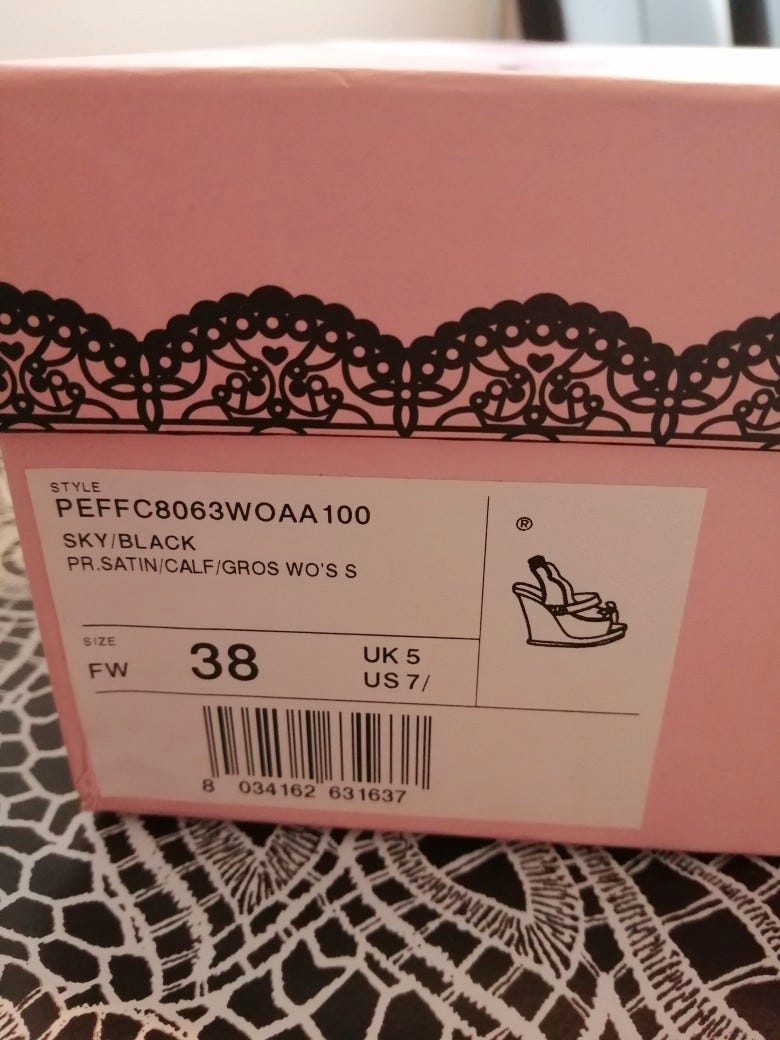 STYLE
PEFFC8063WOAA100
SKY/BLACK
PR.SATIN/CALF/GROS WO'S S
®
SIZE
FW 38 UK 5
US 7/
8 034162 631637